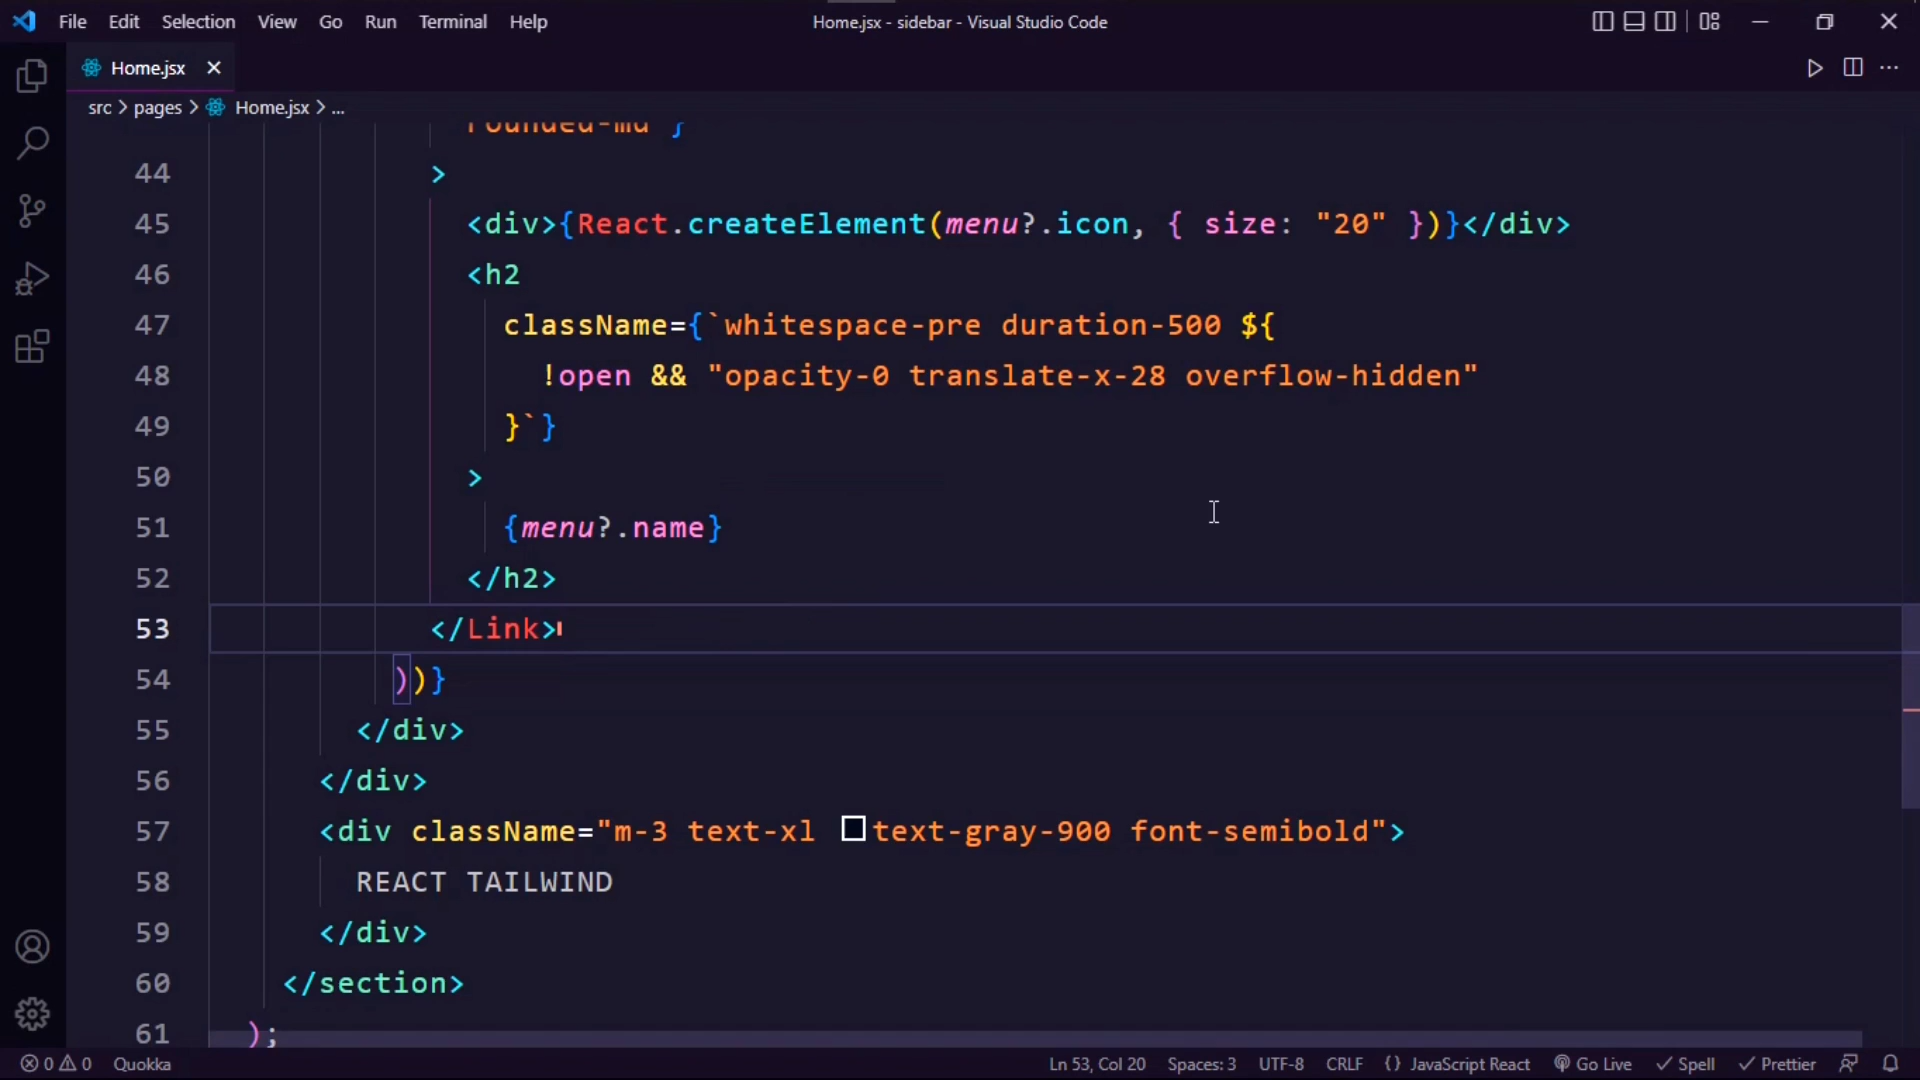 File Edit Selection View Go Run Terminal Help
Home.jsx - sidebar - Visual Studio Code
Home.jsx
src > pages > Home.jsx > ...
rounded-md`}
44 >
45 <div>{React.createElement(menu?.icon, { size: "20" })}</div>
46 <h2
47 className={`whitespace-pre duration-500 ${
48 !open && "opacity-0 translate-x-28 overflow-hidden"
49 }`}
50 >
51 {menu?.name}
52 </h2>
53 </Link>
54 ))}
55 </div>
56 </div>
57 <div className="m-3 text-xl text-gray-900 font-semibold">
58 REACT TAILWIND
59 </div>
60 </section>
61 );
0 0 Quokka Ln 53, Col 20 Spaces: 3 UTF-8 CRLF {} JavaScript React Go Live Spell Prettier